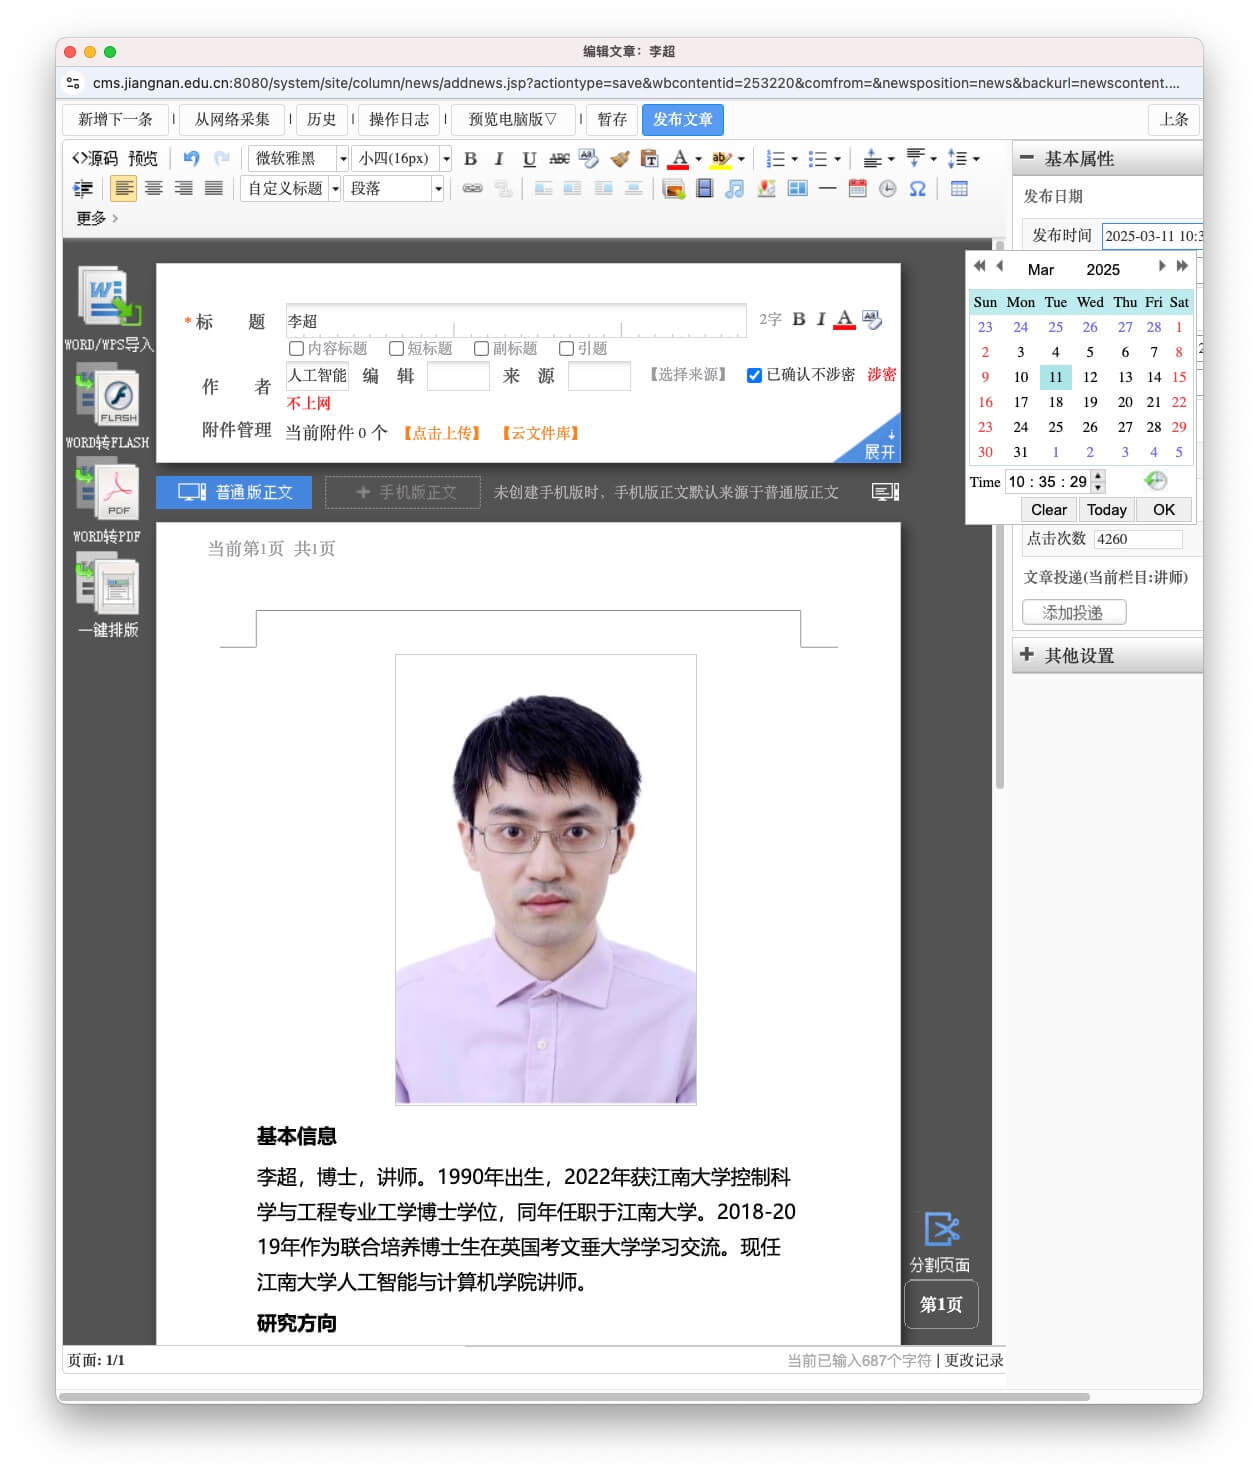 编辑文章：李超
cms.jiangnan.edu.cn:8080/system/site/column/news/addnews.jsp?actiontype=save&wbcontentid=253220&comfrom=&newsposition=news&backurl=newscontent....
新增下一条 | 从网络采集 | 历史 | 操作日志 | 预览电脑版▽ | 暂存 发布文章 上条
<>源码 预览 微软雅黑 小四(16px) B I U ABC A ab
自定义标题 段落 Ω
更多
基本属性
发布日期
发布时间 2025-03-11 10:3
Mar 2025
Sun Mon Tue Wed Thu Fri Sat
23 24 25 26 27 28 1
2 3 4 5 6 7 8
9 10 11 12 13 14 15
16 17 18 19 20 21 22
23 24 25 26 27 28 29
30 31 1 2 3 4 5
Time 10 : 35 : 29
Clear Today OK
点击次数 4260
文章投递(当前栏目:讲师)
添加投递
其他设置
WORD/WPS导入
FLASH
WORD转FLASH
PDF
WORD转PDF
一键排版
*标 题 李超 2字 B I A
内容标题 短标题 副标题 引题
作 者 人工智能 编 辑 来 源 【选择来源】 已确认不涉密 涉密
不上网
附件管理 当前附件 0 个 【点击上传】 【云文件库】
展开
普通版正文 + 手机版正文 未创建手机版时，手机版正文默认来源于普通版正文
当前第1页 共1页
基本信息
李超，博士，讲师。1990年出生，2022年获江南大学控制科
学与工程专业工学博士学位，同年任职于江南大学。2018-20
19年作为联合培养博士生在英国考文垂大学学习交流。现任
江南大学人工智能与计算机学院讲师。
研究方向
分割页面
第1页
页面: 1/1
当前已输入687个字符 | 更改记录